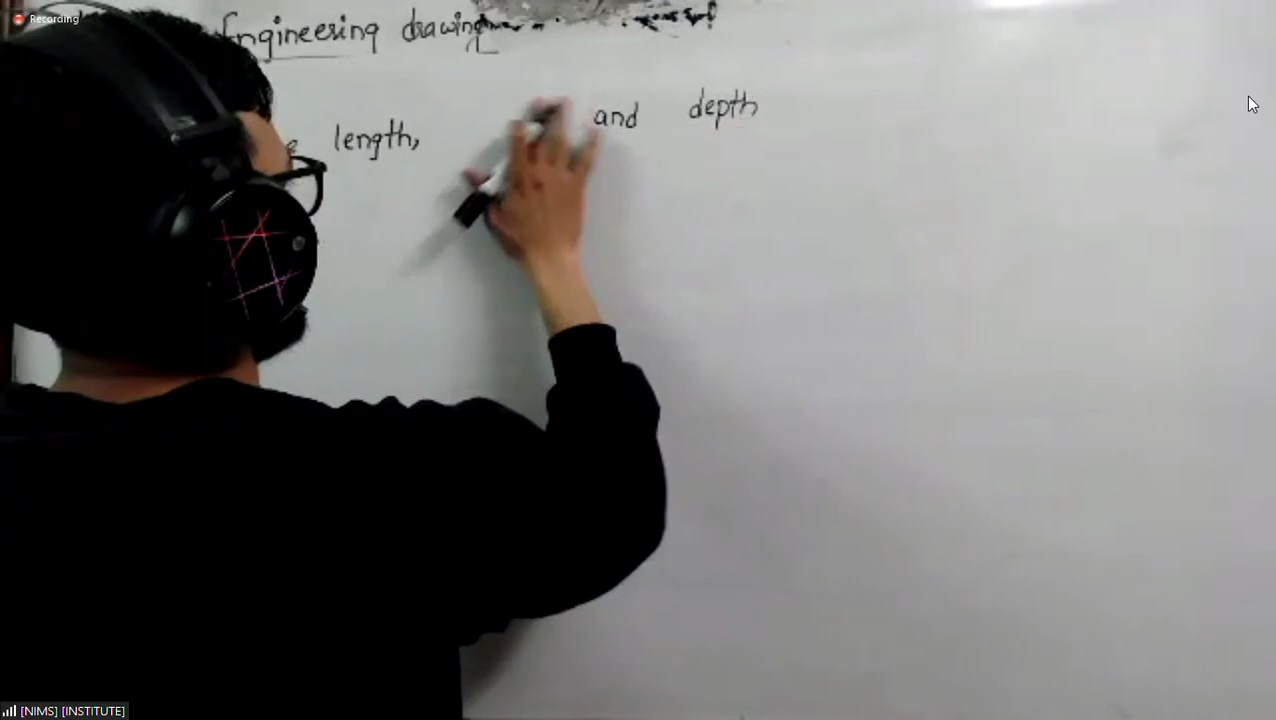 Recording
Engineering drawing
length, and depth
[NIMS] [INSTITUTE]